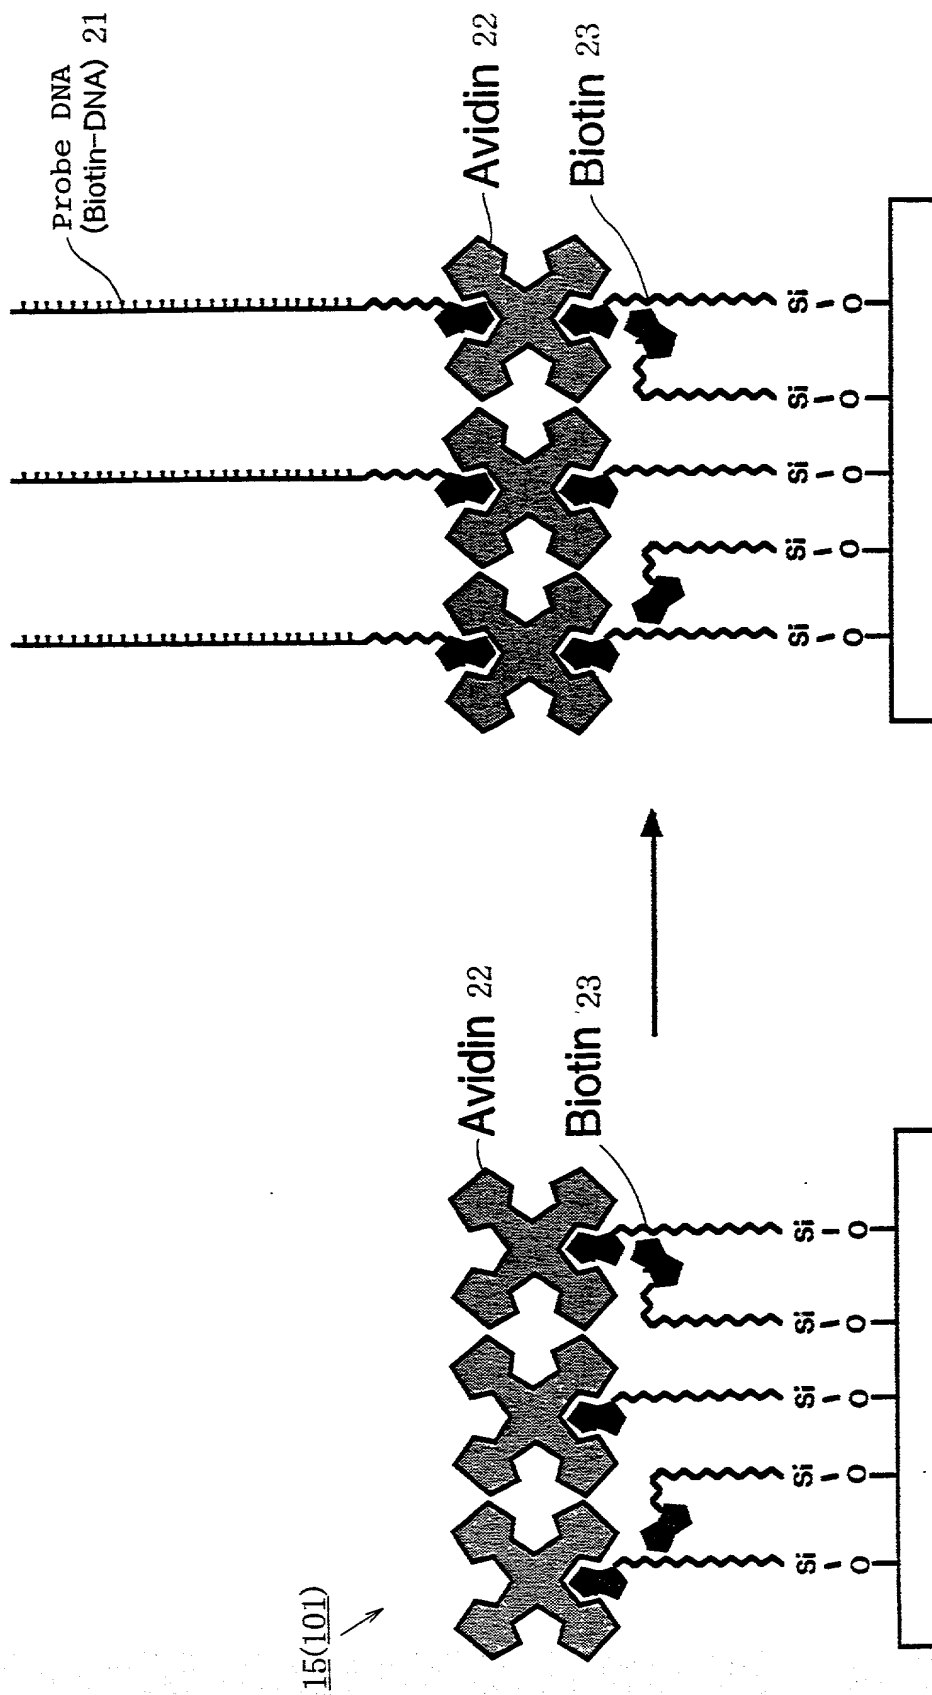 15(101)
Avidin 22
Biotin 23
Si
Si
Si
Si
Si
O
O
O
O
O
Probe DNA
(Biotin-DNA) 21
Avidin 22
Biotin 23
Si
Si
Si
Si
Si
O
O
O
O
O